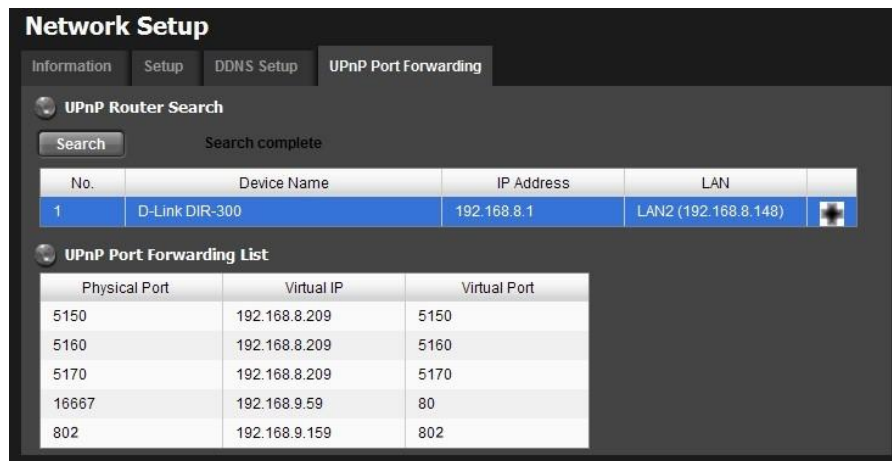 Network Setup
Information Setup DDNS Setup UPnP Port Forwarding
UPnP Router Search
Search Search complete
No. Device Name IP Address LAN
1 D-Link DIR-300 192.168.8.1 LAN2 (192.168.8.148)
UPnP Port Forwarding List
Physical Port Virtual IP Virtual Port
5150 192.168.8.209 5150
5160 192.168.8.209 5160
5170 192.168.8.209 5170
16667 192.168.9.59 80
802 192.168.9.159 802